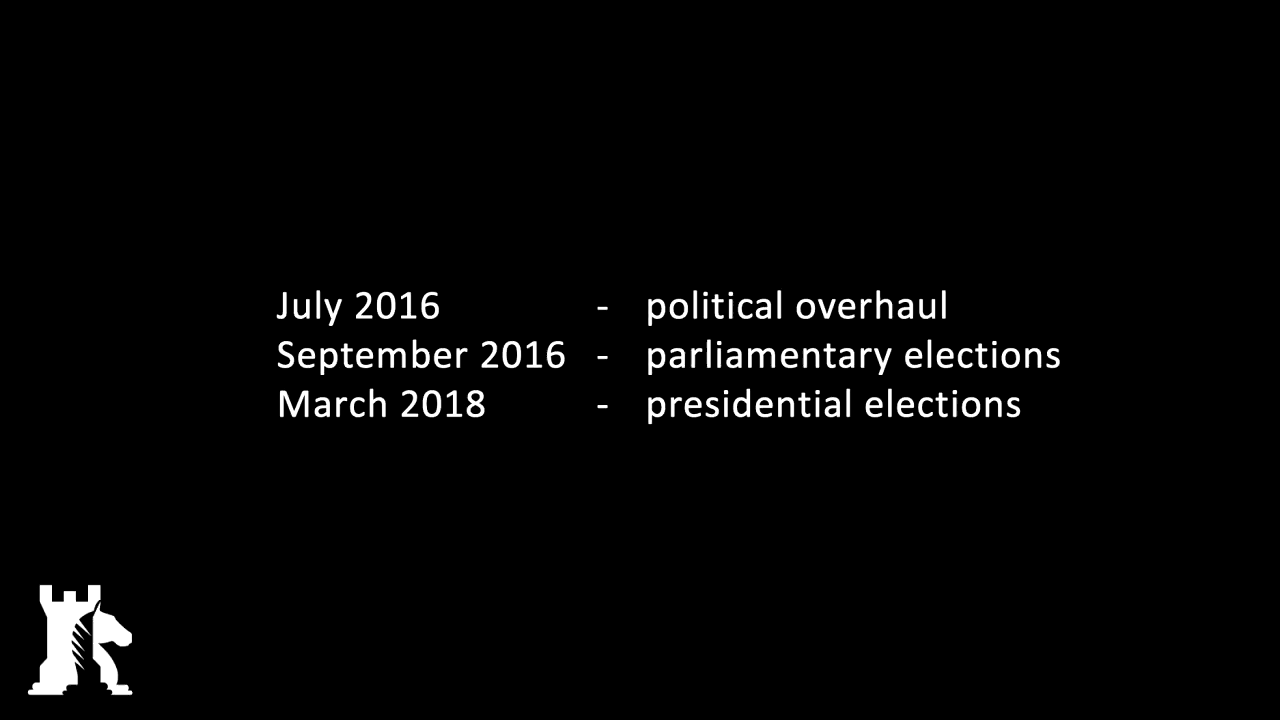 July 2016 - political overhaul
September 2016 - parliamentary elections
March 2018 - presidential elections